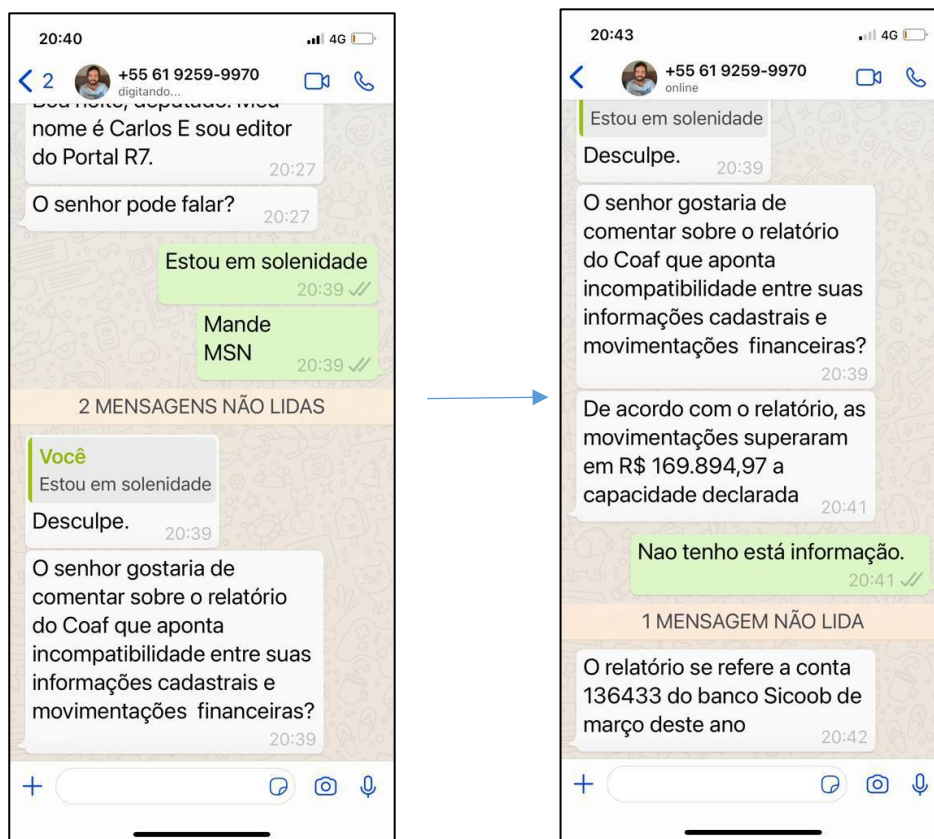 20:40
4G
2
+55 61 9259-9970
digitando...
nome é Carlos E sou editor
do Portal R7.
20:27
O senhor pode falar?
20:27
Estou em solenidade
20:39
Mande
MSN
20:39
2 MENSAGENS NÃO LIDAS
Você
Estou em solenidade
Desculpe.
20:39
O senhor gostaria de
comentar sobre o relatório
do Coaf que aponta
incompatibilidade entre suas
informações cadastrais e
movimentações financeiras?
20:39
20:43
4G
+55 61 9259-9970
online
Estou em solenidade
Desculpe.
20:39
O senhor gostaria de
comentar sobre o relatório
do Coaf que aponta
incompatibilidade entre suas
informações cadastrais e
movimentações financeiras?
20:39
De acordo com o relatório, as
movimentações superaram
em R$ 169.894,97 a
capacidade declarada
20:41
Nao tenho está informação.
20:41
1 MENSAGEM NÃO LIDA
O relatório se refere a conta
136433 do banco Sicoob de
março deste ano
20:42